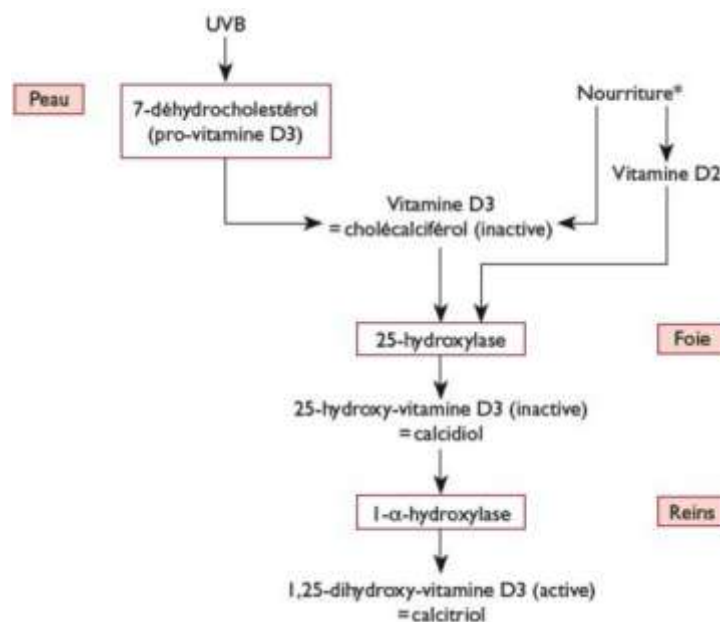 UVB
Peau
7-déhydrocholestérol
(pro-vitamine D3)
Nourriture*
Vitamine D2
Vitamine D3
= cholécalciférol (inactive)
25-hydroxylase
Foie
25-hydroxy-vitamine D3 (inactive)
= calcidiol
1-α-hydroxylase
Reins
1,25-dihydroxy-vitamine D3 (active)
= calcitriol